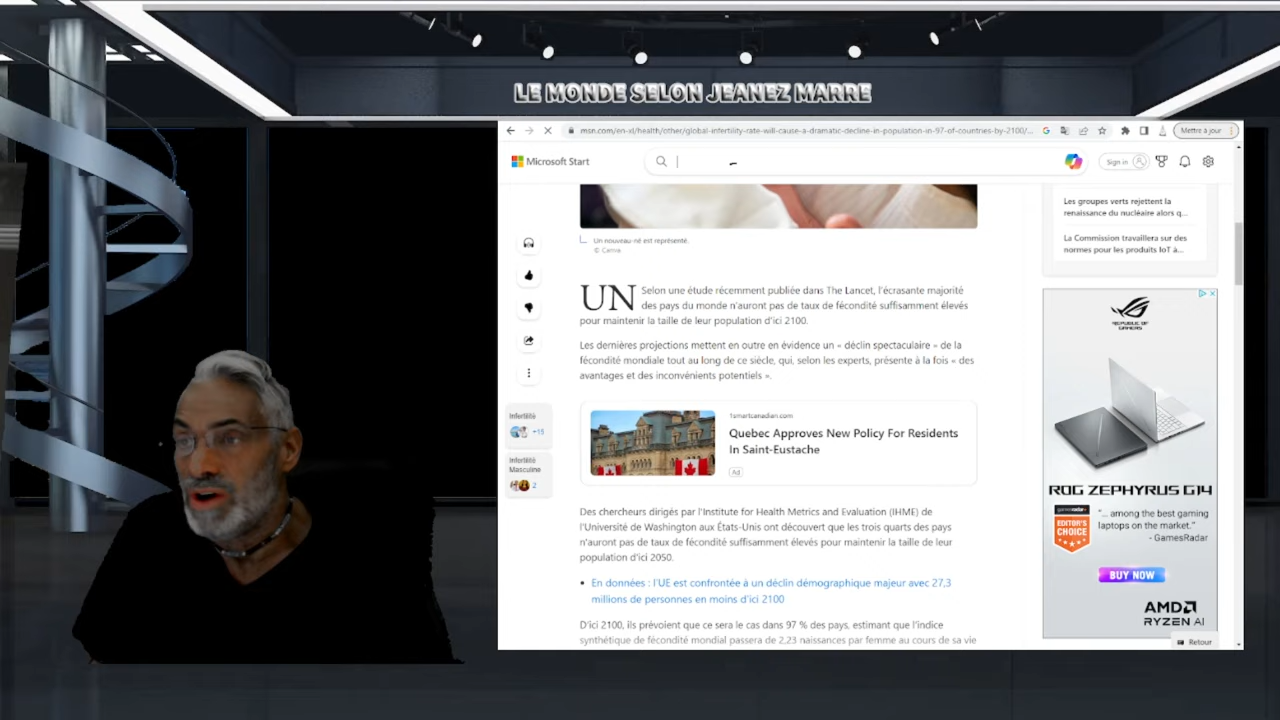 LE MONDE SELON JEANEZ MARRE
msn.com/en-xl/health/other/global-infertility-rate-will-cause-a-dramatic-decline-in-population-in-97-of-countries-by-2100/...
Mettre à jour
Microsoft Start
Sign in
Un nouveau-né est représenté.
© Canva
UN Selon une étude récemment publiée dans The Lancet, l'écrasante majorité
des pays du monde n'auront pas de taux de fécondité suffisamment élevés
pour maintenir la taille de leur population d'ici 2100.
Les dernières projections mettent en outre en évidence un « déclin spectaculaire » de la
fécondité mondiale tout au long de ce siècle, qui, selon les experts, présente à la fois « des
avantages et des inconvénients potentiels ».
Infertilité
+15
Infertilité
Masculine
2
1smartcanadian.com
Quebec Approves New Policy For Residents
In Saint-Eustache
Ad
Des chercheurs dirigés par l'Institute for Health Metrics and Evaluation (IHME) de
l'Université de Washington aux États-Unis ont découvert que les trois quarts des pays
n'auront pas de taux de fécondité suffisamment élevés pour maintenir la taille de leur
population d'ici 2050.
• En données : l'UE est confrontée à un déclin démographique majeur avec 27,3
millions de personnes en moins d'ici 2100
D'ici 2100, ils prévoient que ce sera le cas dans 97 % des pays, estimant que l'indice
synthétique de fécondité mondial passera de 2,23 naissances par femme au cours de sa vie
Les groupes verts rejettent la
renaissance du nucléaire alors q...
La Commission travaillera sur des
normes pour les produits IoT à...
REPUBLIC OF
GAMERS
ROG ZEPHYRUS G14
gamesradar+
EDITOR'S
CHOICE
"... among the best gaming
laptops on the market."
- GamesRadar
BUY NOW
AMD
RYZEN AI
Retour